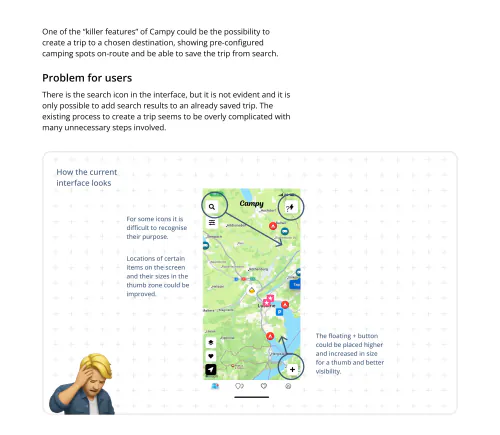 One of the “killer features” of Campy could be the possibility to
create a trip to a chosen destination, showing pre-configured
camping spots on-route and be able to save the trip from search.
Problem for users
There is the search icon in the interface, but it is not evident and it is
only possible to add search results to an already saved trip. The
existing process to create a trip seems to be overly complicated with
many unnecessary steps involved.
How the current
interface looks
Campy
For some icons it is
difficult to recognise
their purpose.
Locations of certain
items on the screen
and their sizes in the
thumb zone could be
improved.
The floating + button
could be placed higher
and increased in size
for a thumb and better
visibility.